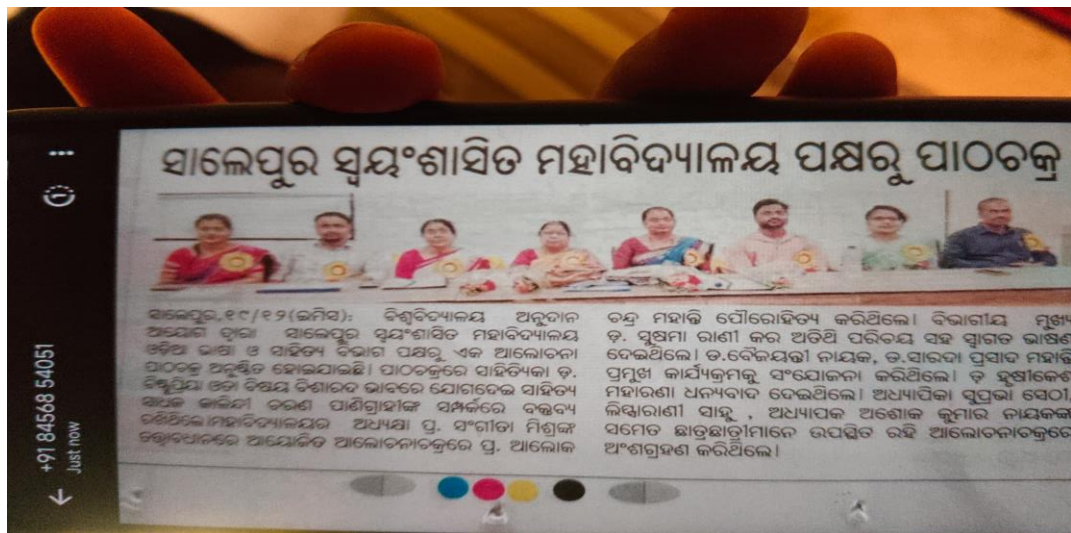 ସାଲେପୁର ସ୍ୱୟଂଶାସିତ ମହାବିଦ୍ୟାଳୟ ପକ୍ଷରୁ ପାଠଚକ୍ର
ସାଲେପୁର,୧୯/୧୨(ଇମିସ): ବିଶ୍ୱବିଦ୍ୟାଳୟ ଅନୁଦାନ
ଆୟୋଗ ଦ୍ୱାରା ସାଲେପୁର ସ୍ୱୟଂଶାସିତ ମହାବିଦ୍ୟାଳୟ
ଓଡ଼ିଆ ଭାଷା ଓ ସାହିତ୍ୟ ବିଭାଗ ପକ୍ଷରୁ ଏକ ଆଲୋଚନା
ପାଠଚକ୍ର ଅନୁଷ୍ଠିତ ହୋଇଯାଇଛି। ପାଠଚକ୍ରରେ ସାହିତ୍ୟିକା ଡ.
ବିଷ୍ଣୁପ୍ରିୟା ଓତା ବିଷୟ ବିଶାରଦ ଭାବରେ ଯୋଗଦେଇ ସାହିତ୍ୟ
ସାଧକ କାଳିନ୍ଦୀ ଚରଣ ପାଣିଗ୍ରାହୀଙ୍କ ସମ୍ପର୍କରେ ବକ୍ତବ୍ୟ
ରଖିଥିଲେ।ମହାବିଦ୍ୟାଳୟର ଅଧ୍ୟକ୍ଷା ପ୍ର. ସଂଗୀତା ମିଶ୍ରଙ୍କ
ତତ୍ତ୍ୱାବଧାନରେ ଆୟୋଜିତ ଆଲୋଚନାଚକ୍ରରେ ପ୍ର. ଆଲୋକ
ଚନ୍ଦ୍ର ମହାନ୍ତି ପୌରୋହିତ୍ୟ କରିଥିଲେ। ବିଭାଗୀୟ ମୁଖ୍ୟ
ଡ଼. ସୁଷମା ରାଣୀ କର ଅତିଥି ପରିଚୟ ସହ ସ୍ୱାଗତ ଭାଷଣ
ଦେଇଥିଲେ। ଡ.ବୈଜୟନ୍ତୀ ନାୟକ, ଡ.ସାରଦା ପ୍ରସାଦ ମହାନ୍ତି
ପ୍ରମୁଖ କାର୍ଯ୍ୟକ୍ରମକୁ ସଂଯୋଜନା କରିଥିଲେ। ଡ଼ ହୃଷୀକେଶ
ମହାରଣା ଧନ୍ୟବାଦ ଦେଇଥିଲେ। ଅଧ୍ୟାପିକା ସୁପ୍ରଭା ସେଠୀ,
ଲିସ୍ସାରାଣୀ ସାହୁ , ଅଧ୍ୟାପକ ଅଶୋକ କୁମାର ନାୟକଙ୍କ
ସମେତ ଛାତ୍ରଛାତ୍ରୀମାନେ ଉପସ୍ଥିତ ରହି ଆଲୋଚନାଚକ୍ରରେ
ଅଂଶଗ୍ରହଣ କରିଥିଲେ।
+91 84568 54051
Just now